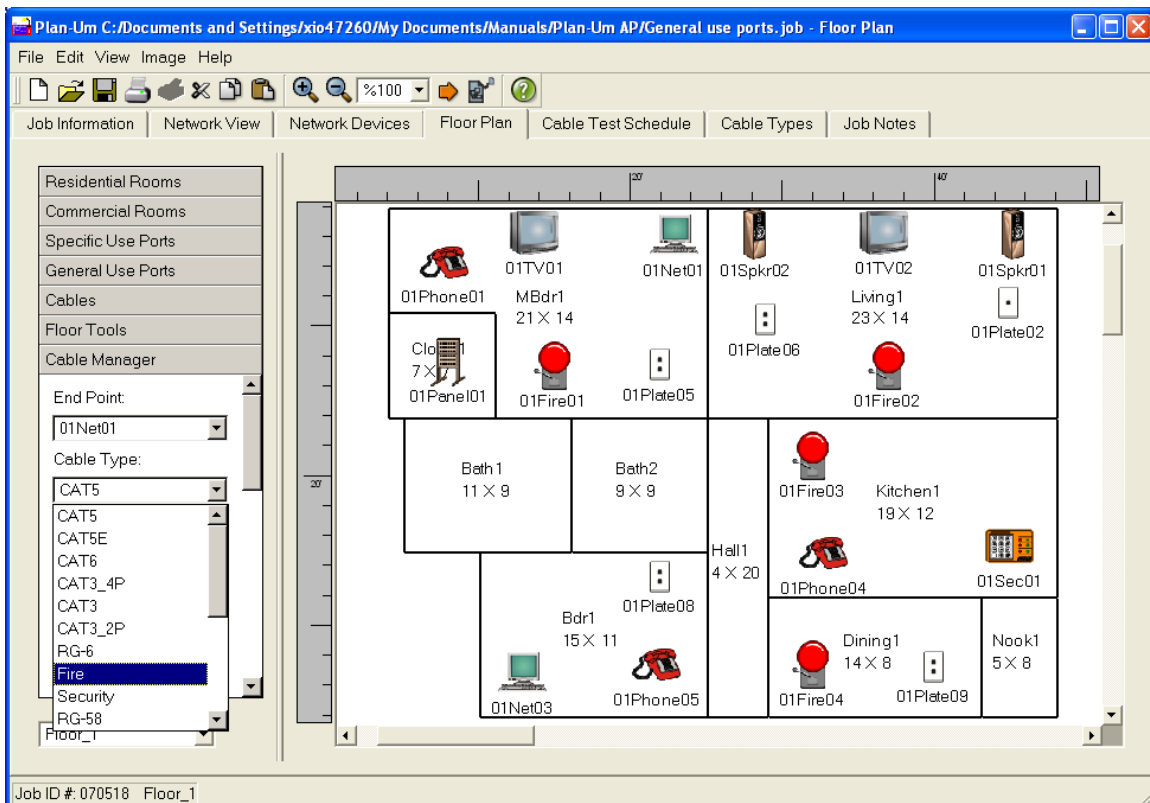 Plan-Um C:/Documents and Settings/xio47260/My Documents/Manuals/Plan-Um AP/General use ports.job - Floor Plan
File Edit View Image Help
%100
Job Information Network View Network Devices Floor Plan Cable Test Schedule Cable Types Job Notes
Residential Rooms
Commercial Rooms
Specific Use Ports
General Use Ports
Cables
Floor Tools
Cable Manager
End Point:
01Net01
Cable Type:
CAT5
CAT5
CAT5E
CAT6
CAT3_4P
CAT3
CAT3_2P
RG-6
Fire
Security
RG-58
Floor_1
20' 40'
20'
01Phone01
01TV01
01Net01
MBdr1
21 X 14
01Panel01
01Fire01
01Plate05
01Spkr02
01TV02
01Spkr01
Living1
23 X 14
01Plate06
01Plate02
01Fire02
Bath1
11 X 9
Bath2
9 X 9
Hall1
4 X 20
01Fire03
Kitchen1
19 X 12
01Phone04
01Sec01
01Plate08
Bdr1
15 X 11
01Net03
01Phone05
Dining1
14 X 8
01Fire04
01Plate09
Nook1
5 X 8
Job ID #: 070518 Floor_1